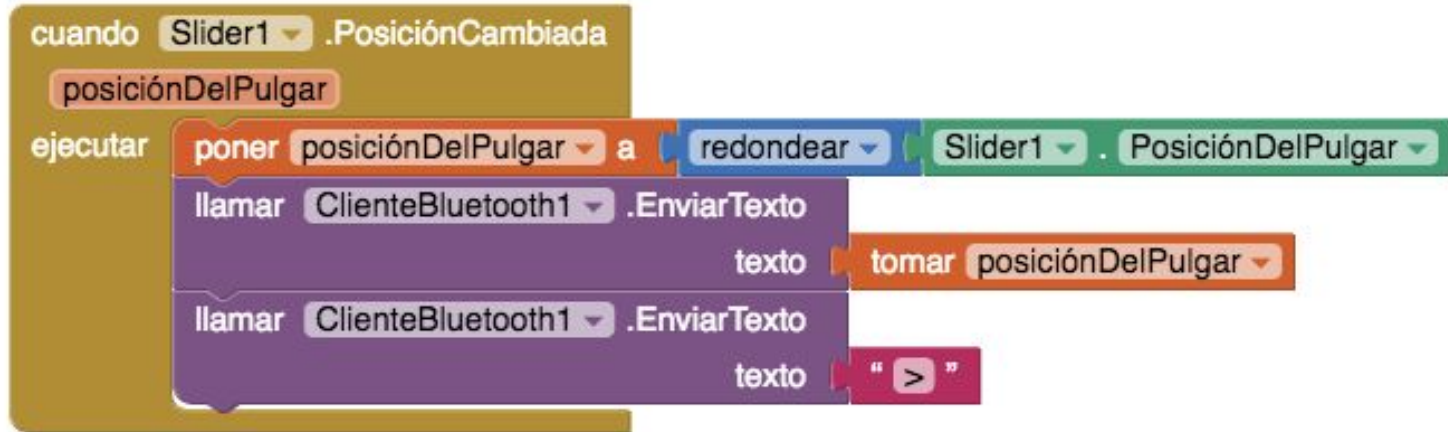 cuando Slider1 .PosiciónCambiada
posiciónDelPulgar
ejecutar poner posiciónDelPulgar a redondear Slider1 . PosiciónDelPulgar
llamar ClienteBluetooth1 .EnviarTexto
texto tomar posiciónDelPulgar
llamar ClienteBluetooth1 .EnviarTexto
texto “ > ”